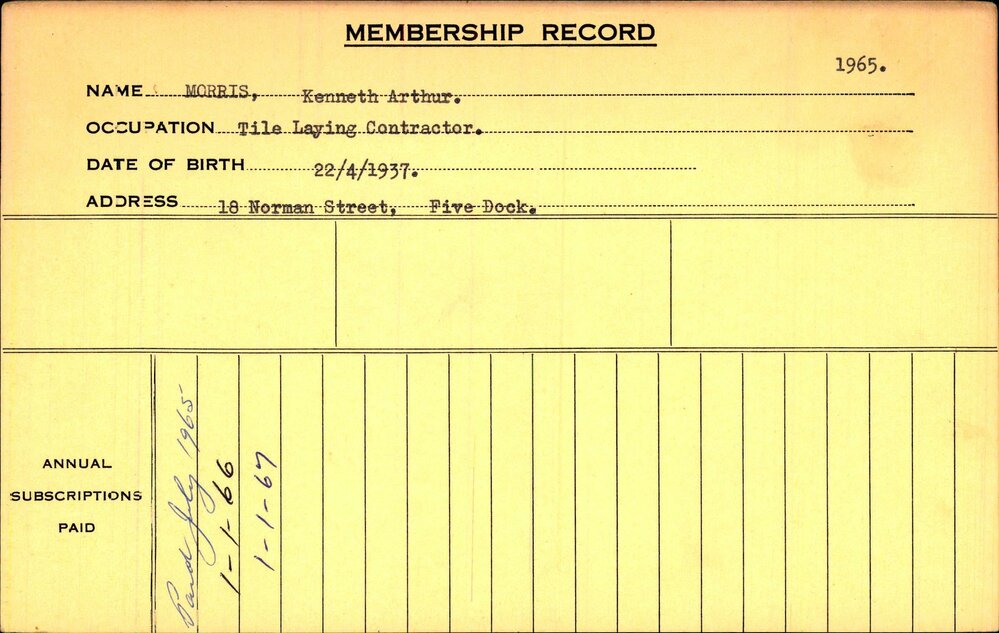 MEMBERSHIP RECORD
1965.
NAME MORRIS, Kenneth Arthur.
OCCUPATION Tile Laying Contractor.
DATE OF BIRTH 22/4/1937.
ADDRESS 18 Norman Street, Five Dock.
ANNUAL
SUBSCRIPTIONS
PAID
Paid July 1965
1-1-66
1-1-67